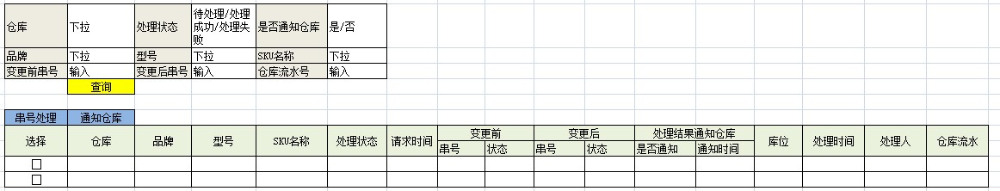 仓库 下拉 处理状态 待处理/处理成功/处理失败 是否通知仓库 是/否
品牌 下拉 型号 下拉 SKU名称 下拉
变更前串号 输入 变更后串号 输入 仓库流水号 输入
查询
串号处理 通知仓库
选择 仓库 品牌 型号 SKU名称 处理状态 请求时间 变更前 变更后 处理结果通知仓库 库位 处理时间 处理人 仓库流水
串号 状态 串号 状态 是否通知 通知时间